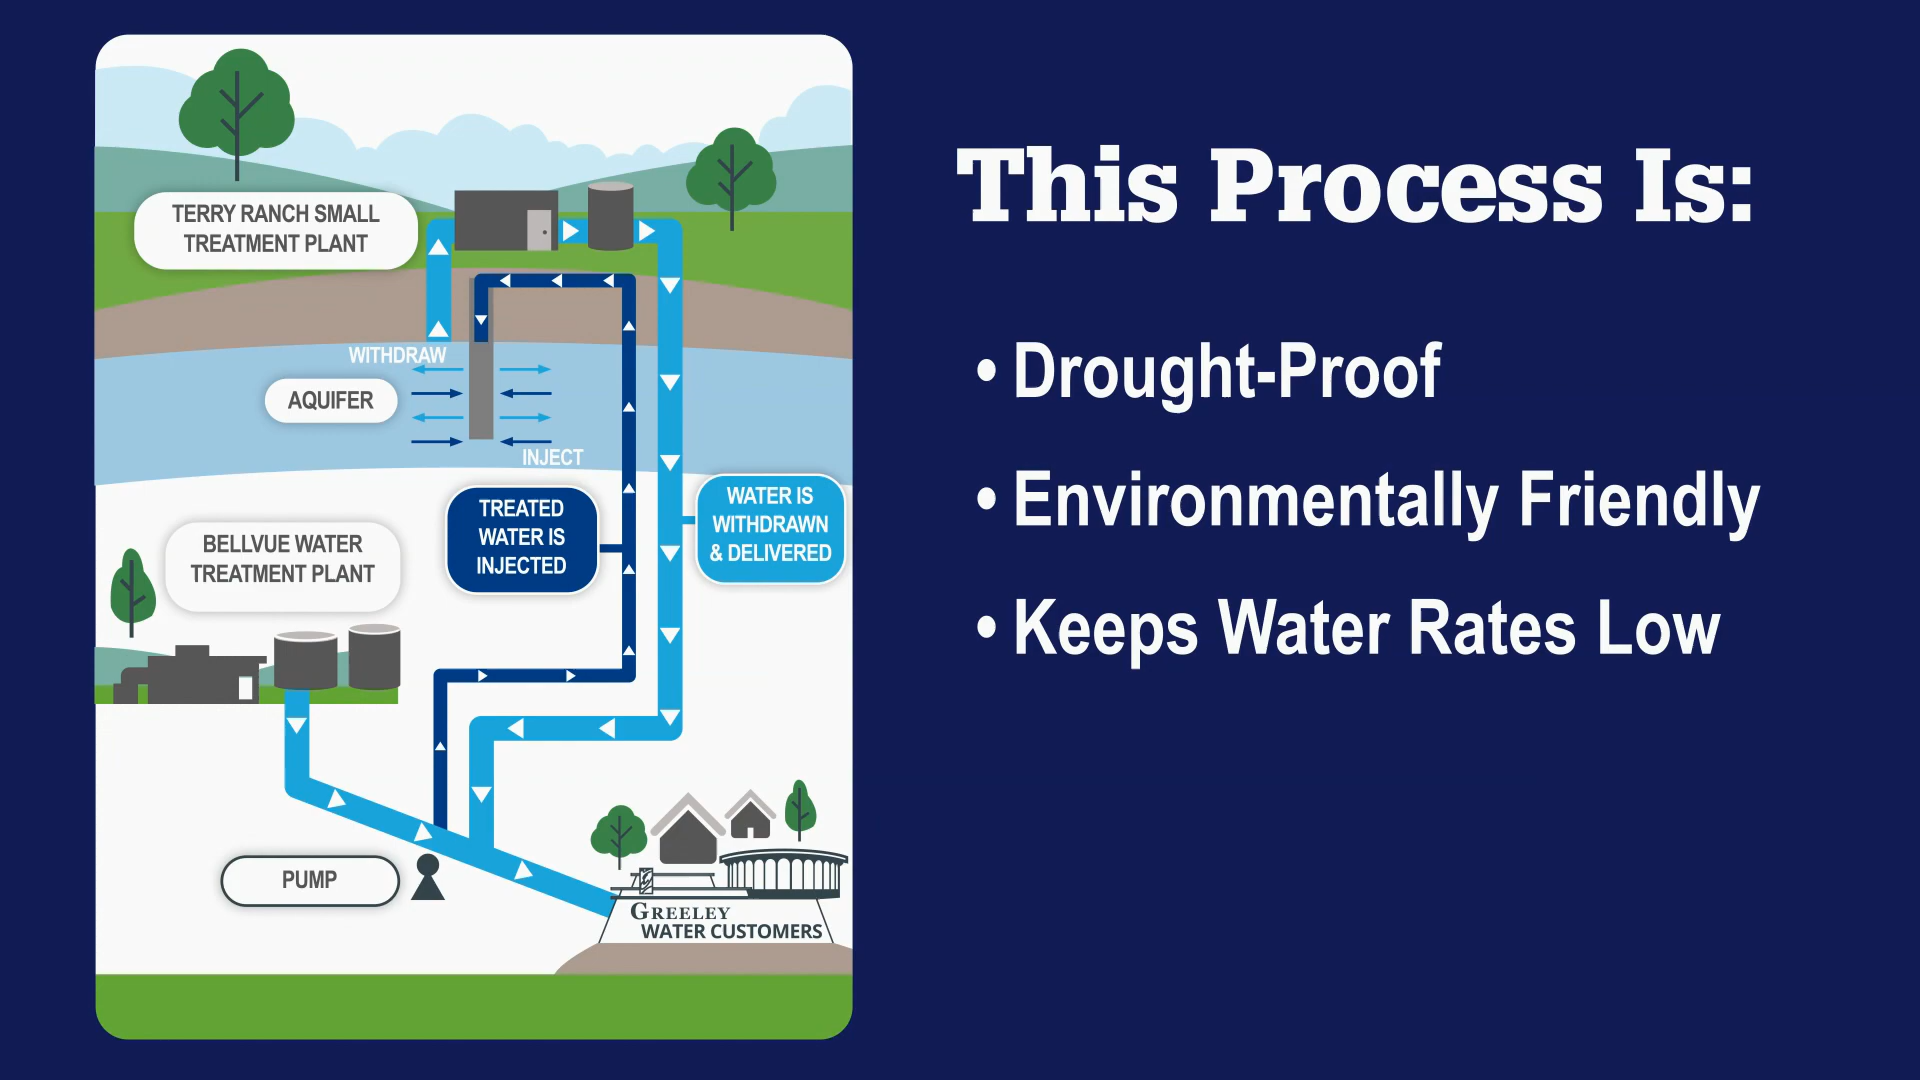 TERRY RANCH SMALL
TREATMENT PLANT
WITHDRAW
AQUIFER
INJECT
TREATED
WATER IS
INJECTED
WATER IS
WITHDRAWN
& DELIVERED
BELLVUE WATER
TREATMENT PLANT
PUMP
GREELEY
WATER CUSTOMERS
This Process Is:
• Drought-Proof
• Environmentally Friendly
• Keeps Water Rates Low